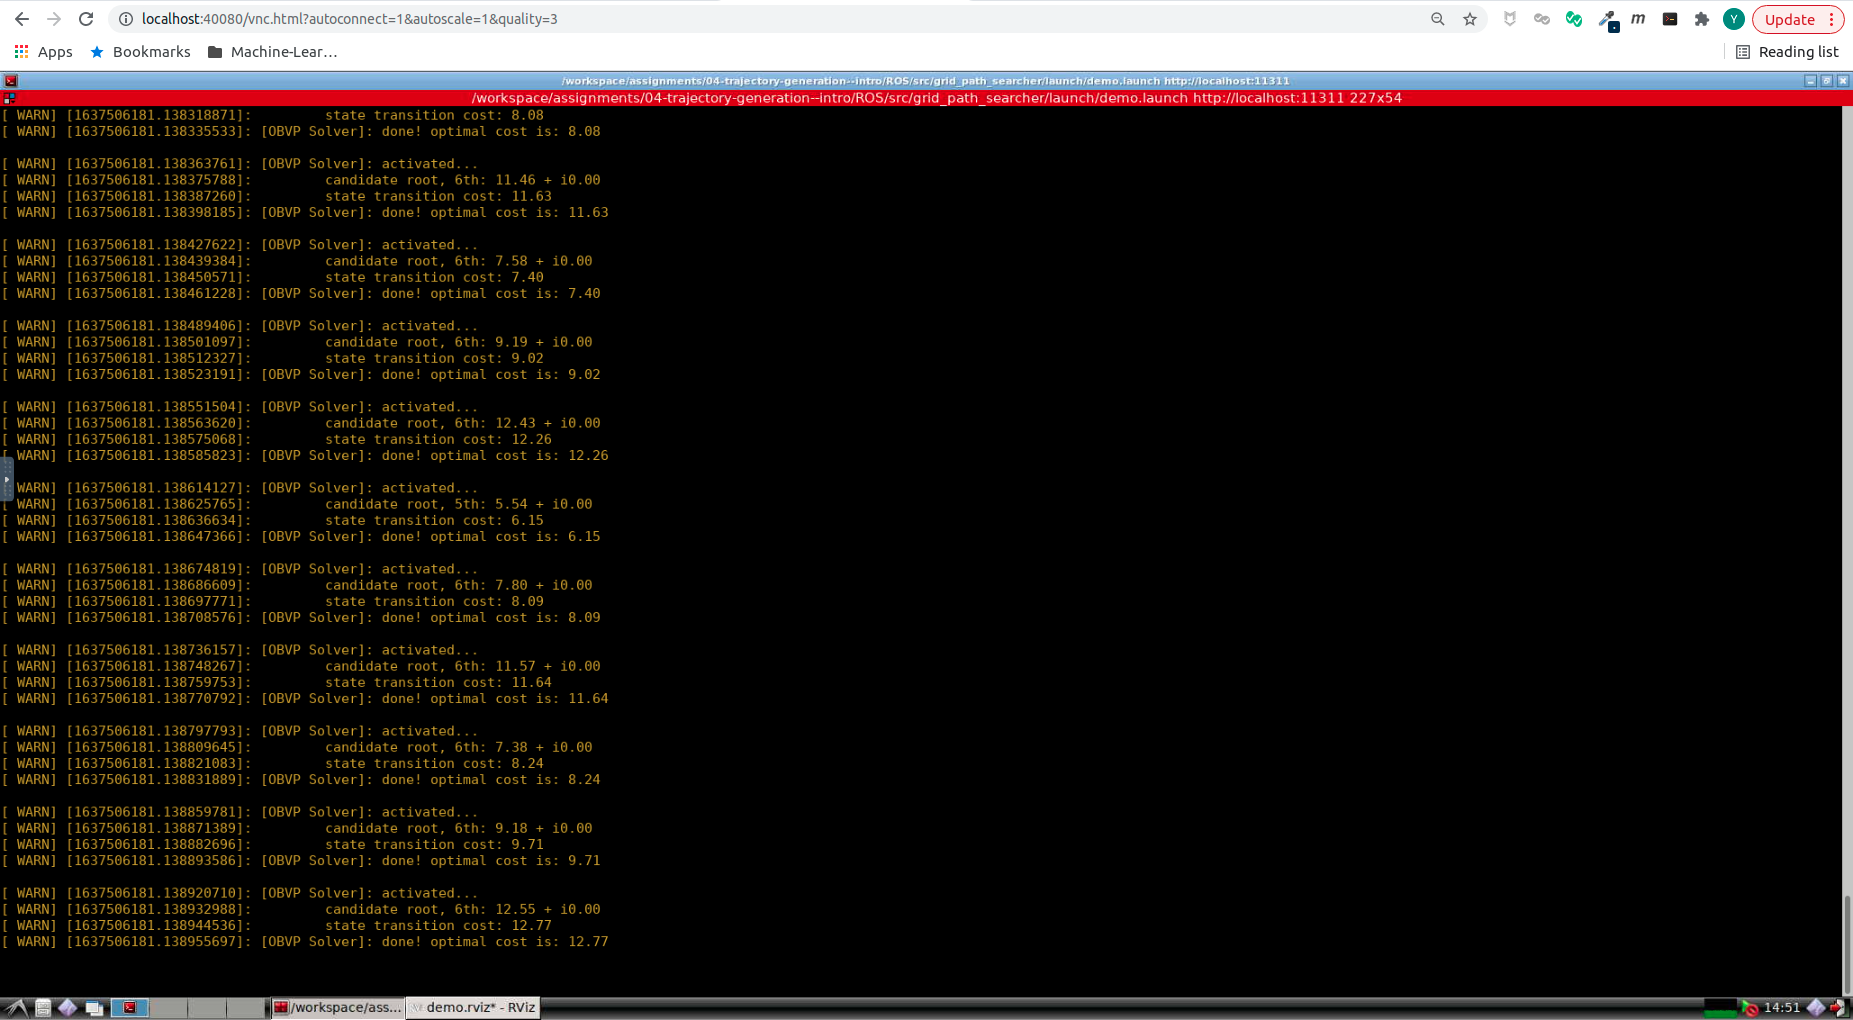 localhost:40080/vnc.html?autoconnect=1&autoscale=1&quality=3
m
Y
Update
Apps
Bookmarks
Machine-Lear…
Reading list
/workspace/assignments/04-trajectory-generation--intro/ROS/src/grid_path_searcher/launch/demo.launch http://localhost:11311
/workspace/assignments/04-trajectory-generation--intro/ROS/src/grid_path_searcher/launch/demo.launch http://localhost:11311 227x54
[ WARN] [1637506181.138318871]:         state transition cost: 8.08
[ WARN] [1637506181.138335533]: [OBVP Solver]: done! optimal cost is: 8.08
[ WARN] [1637506181.138363761]: [OBVP Solver]: activated...
[ WARN] [1637506181.138375788]:         candidate root, 6th: 11.46 + i0.00
[ WARN] [1637506181.138387260]:         state transition cost: 11.63
[ WARN] [1637506181.138398185]: [OBVP Solver]: done! optimal cost is: 11.63
[ WARN] [1637506181.138427622]: [OBVP Solver]: activated...
[ WARN] [1637506181.138439384]:         candidate root, 6th: 7.58 + i0.00
[ WARN] [1637506181.138450571]:         state transition cost: 7.40
[ WARN] [1637506181.138461228]: [OBVP Solver]: done! optimal cost is: 7.40
[ WARN] [1637506181.138489406]: [OBVP Solver]: activated...
[ WARN] [1637506181.138501097]:         candidate root, 6th: 9.19 + i0.00
[ WARN] [1637506181.138512327]:         state transition cost: 9.02
[ WARN] [1637506181.138523191]: [OBVP Solver]: done! optimal cost is: 9.02
[ WARN] [1637506181.138551504]: [OBVP Solver]: activated...
[ WARN] [1637506181.138563620]:         candidate root, 6th: 12.43 + i0.00
[ WARN] [1637506181.138575068]:         state transition cost: 12.26
[ WARN] [1637506181.138585823]: [OBVP Solver]: done! optimal cost is: 12.26
WARN] [1637506181.138614127]: [OBVP Solver]: activated...
[ WARN] [1637506181.138625765]:         candidate root, 5th: 5.54 + i0.00
[ WARN] [1637506181.138636634]:         state transition cost: 6.15
[ WARN] [1637506181.138647366]: [OBVP Solver]: done! optimal cost is: 6.15
[ WARN] [1637506181.138674819]: [OBVP Solver]: activated...
[ WARN] [1637506181.138686609]:         candidate root, 6th: 7.80 + i0.00
[ WARN] [1637506181.138697771]:         state transition cost: 8.09
[ WARN] [1637506181.138708576]: [OBVP Solver]: done! optimal cost is: 8.09
[ WARN] [1637506181.138736157]: [OBVP Solver]: activated...
[ WARN] [1637506181.138748267]:         candidate root, 6th: 11.57 + i0.00
[ WARN] [1637506181.138759753]:         state transition cost: 11.64
[ WARN] [1637506181.138770792]: [OBVP Solver]: done! optimal cost is: 11.64
[ WARN] [1637506181.138797793]: [OBVP Solver]: activated...
[ WARN] [1637506181.138809645]:         candidate root, 6th: 7.38 + i0.00
[ WARN] [1637506181.138821083]:         state transition cost: 8.24
[ WARN] [1637506181.138831889]: [OBVP Solver]: done! optimal cost is: 8.24
[ WARN] [1637506181.138859781]: [OBVP Solver]: activated...
[ WARN] [1637506181.138871389]:         candidate root, 6th: 9.18 + i0.00
[ WARN] [1637506181.138882696]:         state transition cost: 9.71
[ WARN] [1637506181.138893586]: [OBVP Solver]: done! optimal cost is: 9.71
[ WARN] [1637506181.138920710]: [OBVP Solver]: activated...
[ WARN] [1637506181.138932988]:         candidate root, 6th: 12.55 + i0.00
[ WARN] [1637506181.138944536]:         state transition cost: 12.77
[ WARN] [1637506181.138955697]: [OBVP Solver]: done! optimal cost is: 12.77
/workspace/ass...
demo.rviz* - RViz
14:51